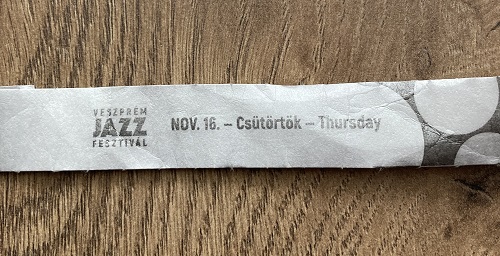 VESZPRÉM
JAZZ
FESZTIVÁL
NOV. 16. – Csütörtök – Thursday